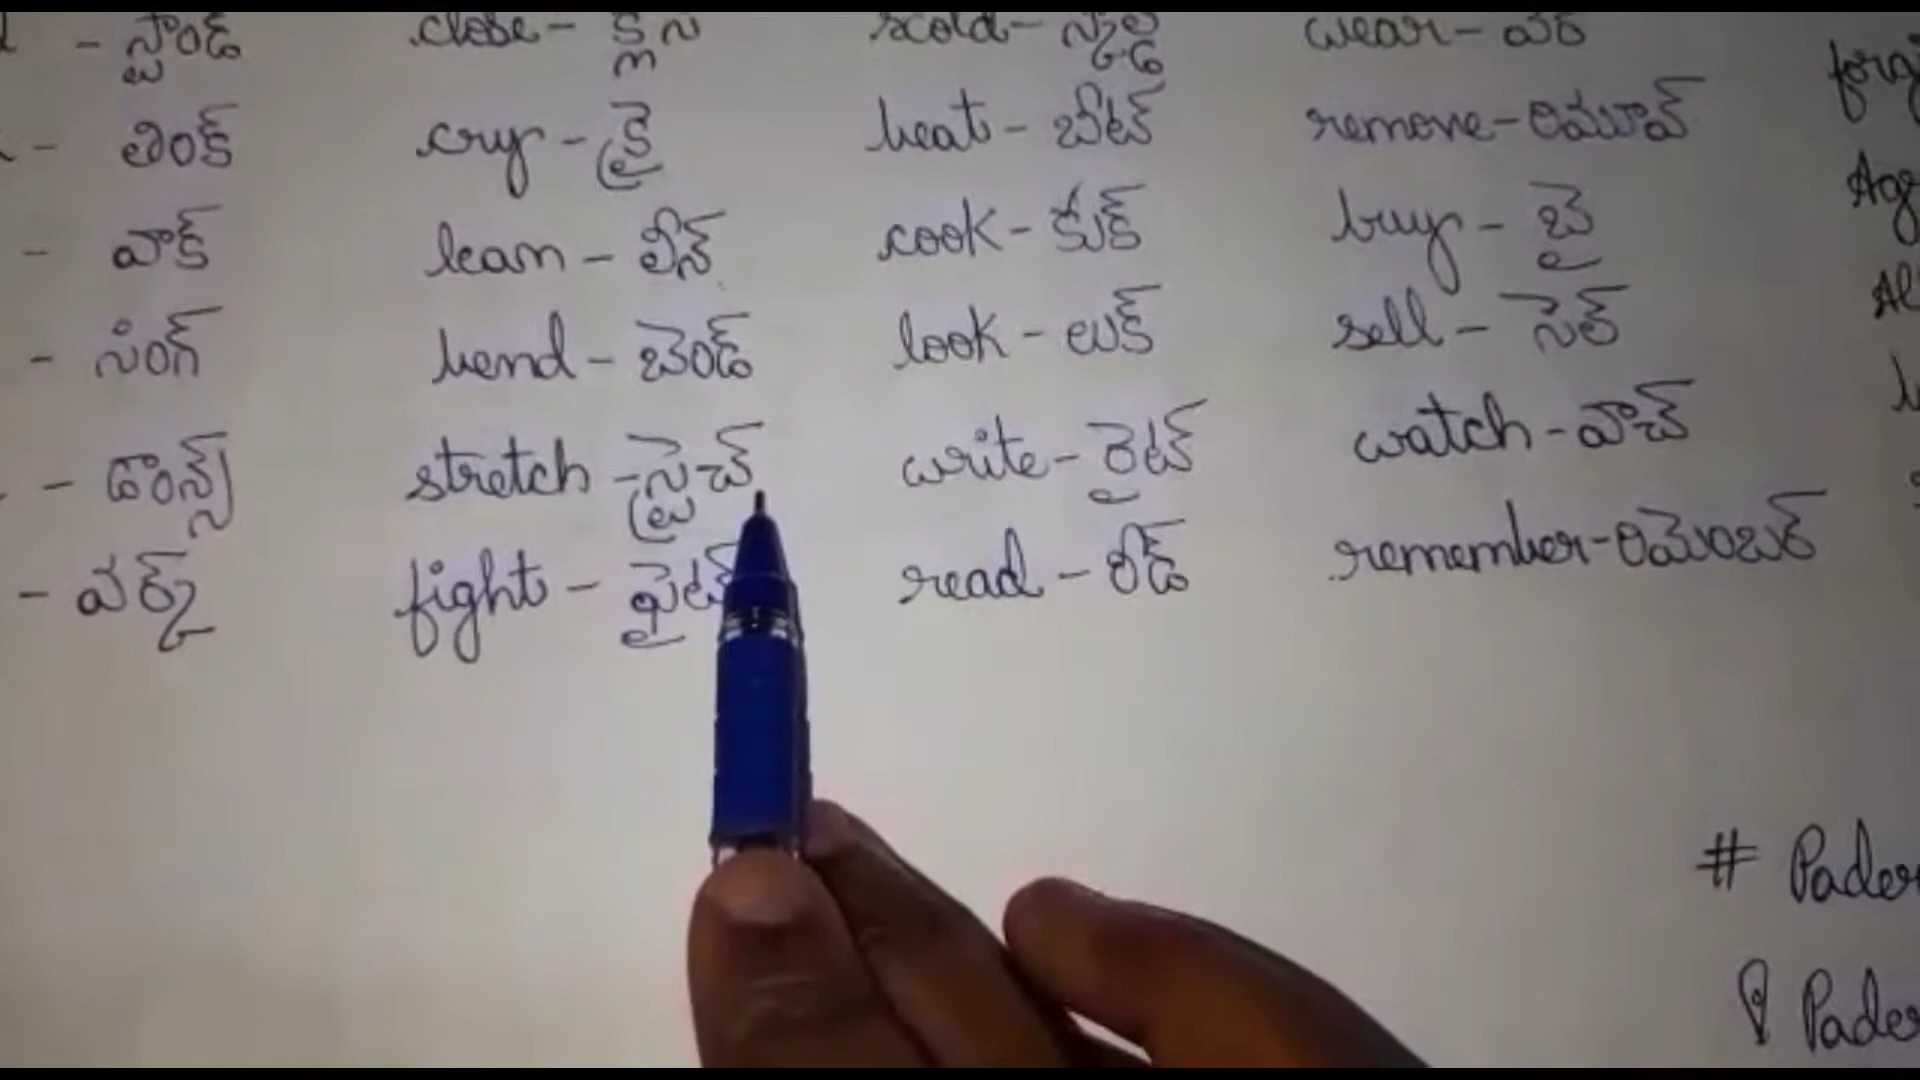 - స్టాండ్ close - క్లోస్ scold - స్కోల్డ్ wear - వేర్
- తింక్ cry - క్రై beat - బీట్ remove - రిమూవ్
- వాక్ lean - లీన్ cook - కుక్ buy - బై
- సింగ్ bend - బెండ్ look - లుక్ sell - సెల్
- డాన్స్ stretch - స్ట్రెచ్ write - రైట్ watch - వాచ్
- వర్క్ fight - ఫైట్ read - రీడ్ remember - రిమెంబర్
#